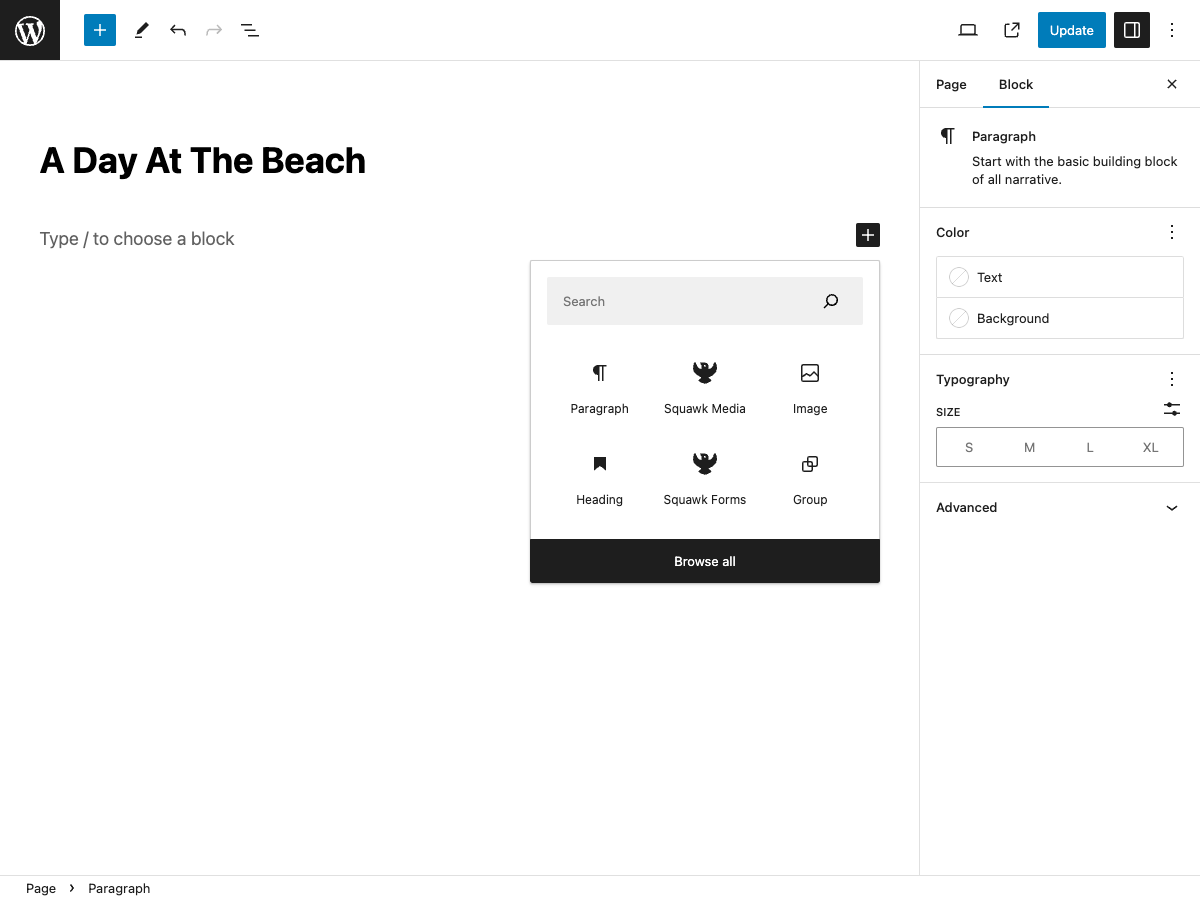 Update
Page Block
A Day At The Beach
Type / to choose a block
Search
Paragraph Squawk Media Image
Heading Squawk Forms Group
Browse all
Paragraph
Start with the basic building block
of all narrative.
Color
Text
Background
Typography
SIZE
S M L XL
Advanced
Page › Paragraph